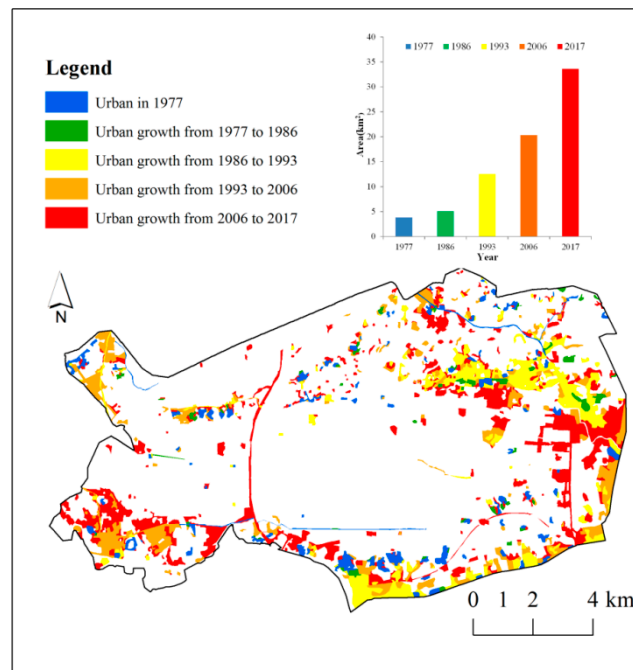 Legend
Urban in 1977
Urban growth from 1977 to 1986
Urban growth from 1986 to 1993
Urban growth from 1993 to 2006
Urban growth from 2006 to 2017
1977 1986 1993 2006 2017
Area(km²)
40
35
30
25
20
15
10
5
0
1977 1986 1993 2006 2017
Year
N
0 1 2 4 km